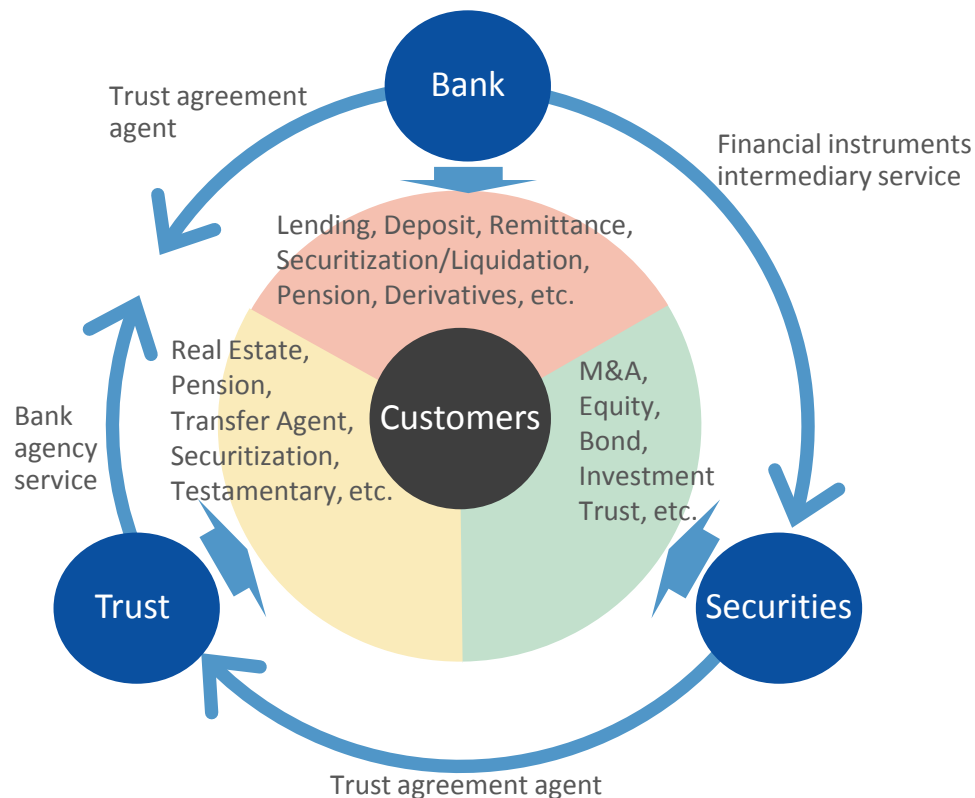 Bank
Trust agreement
agent
Financial instruments
intermediary service
Lending, Deposit, Remittance,
Securitization/Liquidation,
Pension, Derivatives, etc.
Real Estate,
Pension,
Transfer Agent,
Securitization,
Testamentary, etc.
Customers
M&A,
Equity,
Bond,
Investment
Trust, etc.
Bank
agency
service
Trust
Securities
Trust agreement agent